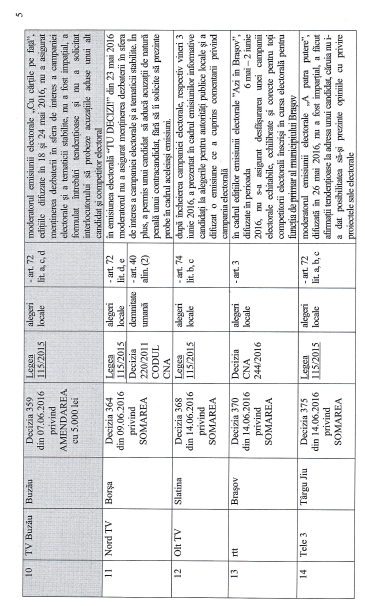 5
10
TV Buzău
Buzău
Decizia 359
din 07.06.2016
privind
AMENDAREA
cu 5.000 lei
Legea
115/2015
alegeri
locale
- art. 72
lit. a, c, d
moderatorul emisiunii electorale „Cu cărțile pe față”,
edițiile difuzate în 18 și 24 mai 2016, nu a asigurat
menținerea dezbaterii în sfera de interes a campaniei
electorale și a tematicii stabilite, nu a fost imparțial, a
formulat întrebări tendențioase și nu a solicitat
interlocutorului să probeze acuzațiile aduse unui alt
candidat și competitor electoral
11
Nord TV
Borșa
Decizia 364
din 09.06.2016
privind
SOMAREA
Legea
115/2015
Decizia
220/2011
CODUL
CNA
alegeri
locale
demnitate
umană
- art. 72
lit. d, e
- art. 40
alin. (2)
în emisiunea electorală “TU DECIZI!” din 23 mai 2016
moderatorul nu a asigurat menținerea dezbaterii în sfera
de interes a campaniei electorale și a tematicii stabilite. În
plus, a permis unui candidat să aducă acuzații de natură
penală unui contracandidat, fără să îi solicite să prezinte
probe în cadrul aceleiași emisiuni.
12
Olt TV
Slatina
Decizia 368
din 14.06.2016
privind
SOMAREA
Legea
115/2015
alegeri
locale
- art. 74
lit. b, c
după încheierea campaniei electorale, respectiv vineri 3
iunie 2016, a prezentat în cadrul emisiunilor informative
candidați la alegerile pentru autorități publice locale și a
difuzat o emisiune ce a cuprins comentarii privind
campania electorală
13
rtt
Brașov
Decizia 370
din 14.06.2016
privind
SOMAREA
Decizia
CNA
244/2016
alegeri
locale
- art. 3
în cadrul edițiilor emisiunii electorale “Azi în Brașov”,
difuzate în perioada 6 mai – 2 iunie
2016, nu s-a asigurat desfășurarea unei campanii
electorale echitabile, echilibrate și corecte pentru toți
competitorii electorali înscriși în cursa electorală pentru
funcția de primar al municipiului Brașov
14
Tele 3
Târgu Jiu
Decizia 375
din 14.06.2016
privind
SOMAREA
Legea
115/2015
alegeri
locale
- art. 72
lit. a, b, c
moderatorul emisiunii electorale „A patra putere”,
difuzată în 26 mai 2016, nu a fost imparțial, a făcut
afirmații tendențioase la adresa unui candidat, căruia nu i-
a dat posibilitatea să-și prezinte opiniile cu privire
proiectele sale electorale